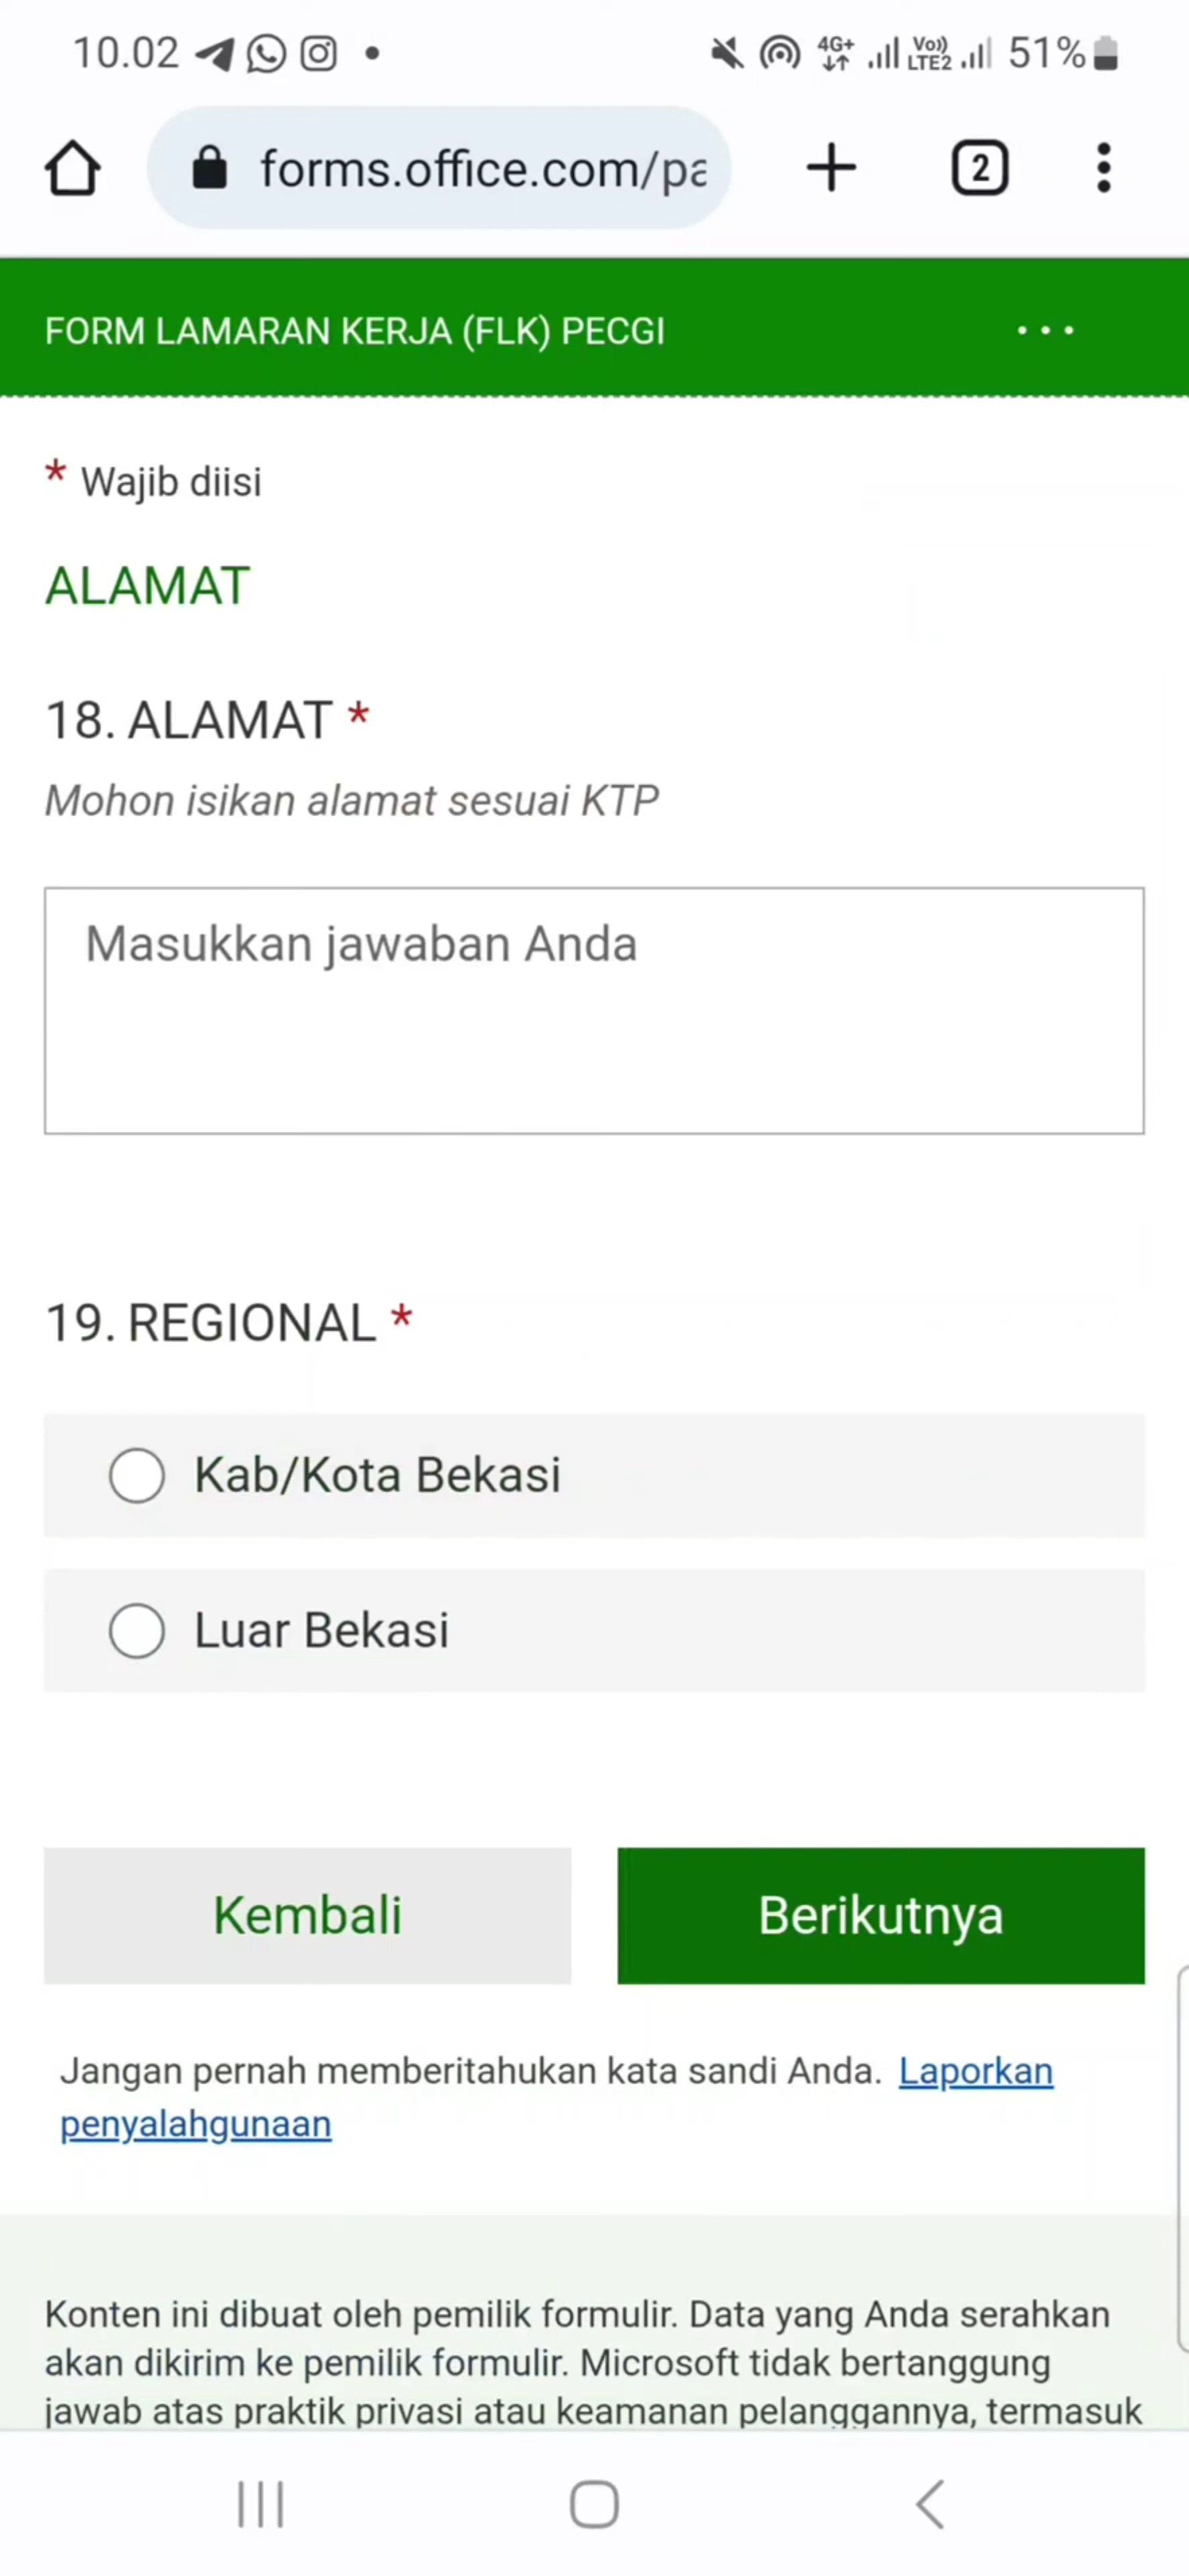 10.02
4G+ Vo)) LTE2 51%
forms.office.com/pa
2
FORM LAMARAN KERJA (FLK) PECGI
* Wajib diisi
ALAMAT
18. ALAMAT *
Mohon isikan alamat sesuai KTP
Masukkan jawaban Anda
19. REGIONAL *
Kab/Kota Bekasi
Luar Bekasi
Kembali
Berikutnya
Jangan pernah memberitahukan kata sandi Anda. Laporkan
penyalahgunaan
Konten ini dibuat oleh pemilik formulir. Data yang Anda serahkan
akan dikirim ke pemilik formulir. Microsoft tidak bertanggung
jawab atas praktik privasi atau keamanan pelanggannya, termasuk